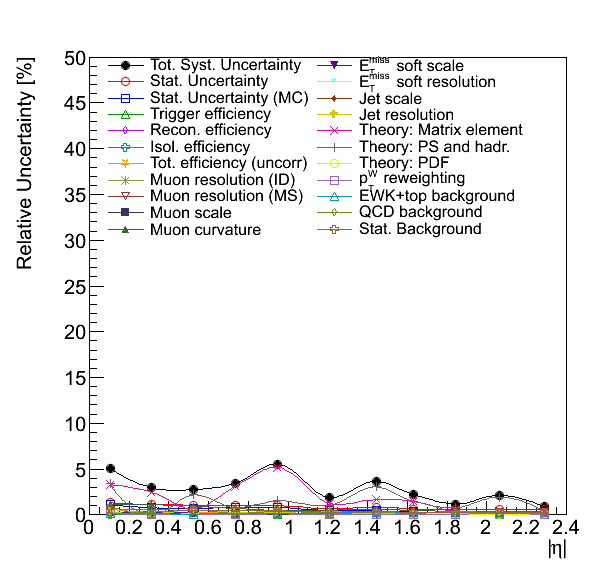 Relative Uncertainty [%]
50
45
40
35
30
25
20
15
10
5
0
Tot. Syst. Uncertainty
Stat. Uncertainty
Stat. Uncertainty (MC)
Trigger efficiency
Recon. efficiency
Isol. efficiency
Tot. efficiency (uncorr)
Muon resolution (ID)
Muon resolution (MS)
Muon scale
Muon curvature
E_T^miss soft scale
E_T^miss soft resolution
Jet scale
Jet resolution
Theory: Matrix element
Theory: PS and hadr.
Theory: PDF
p_T^W reweighting
EWK+top background
QCD background
Stat. Background
0 0.2 0.4 0.6 0.8 1 1.2 1.4 1.6 1.8 2 2.2 2.4
|η|